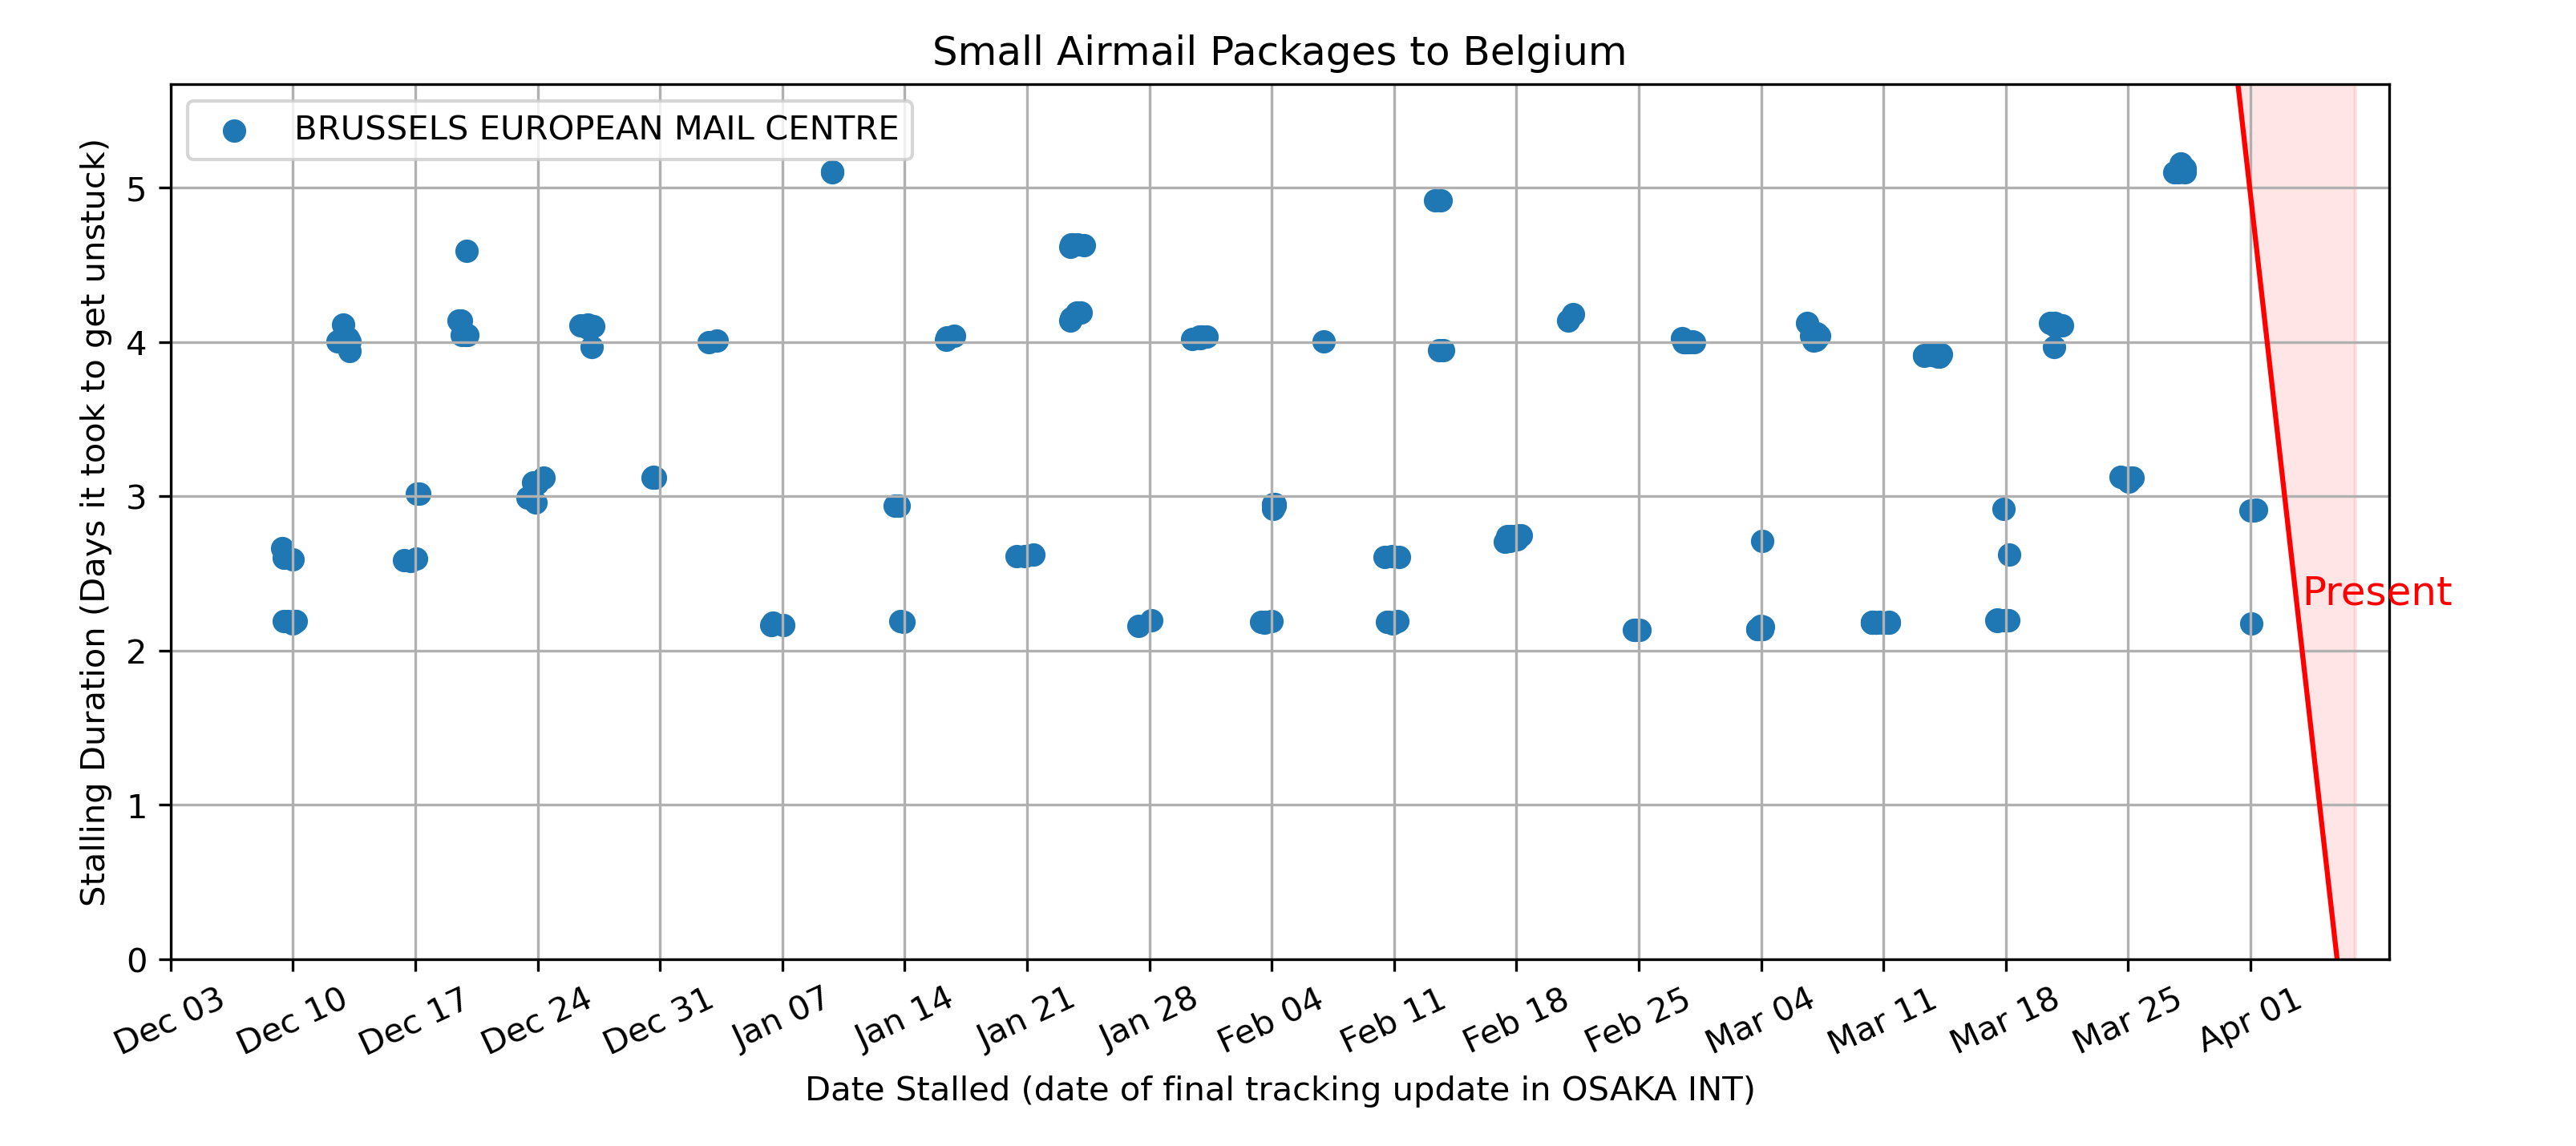 Small Airmail Packages to Belgium
BRUSSELS EUROPEAN MAIL CENTRE
Stalling Duration (Days it took to get unstuck)
5
4
3
2
1
0
Present
Dec 03
Dec 10
Dec 17
Dec 24
Dec 31
Jan 07
Jan 14
Jan 21
Jan 28
Feb 04
Feb 11
Feb 18
Feb 25
Mar 04
Mar 11
Mar 18
Mar 25
Apr 01
Date Stalled (date of final tracking update in OSAKA INT)